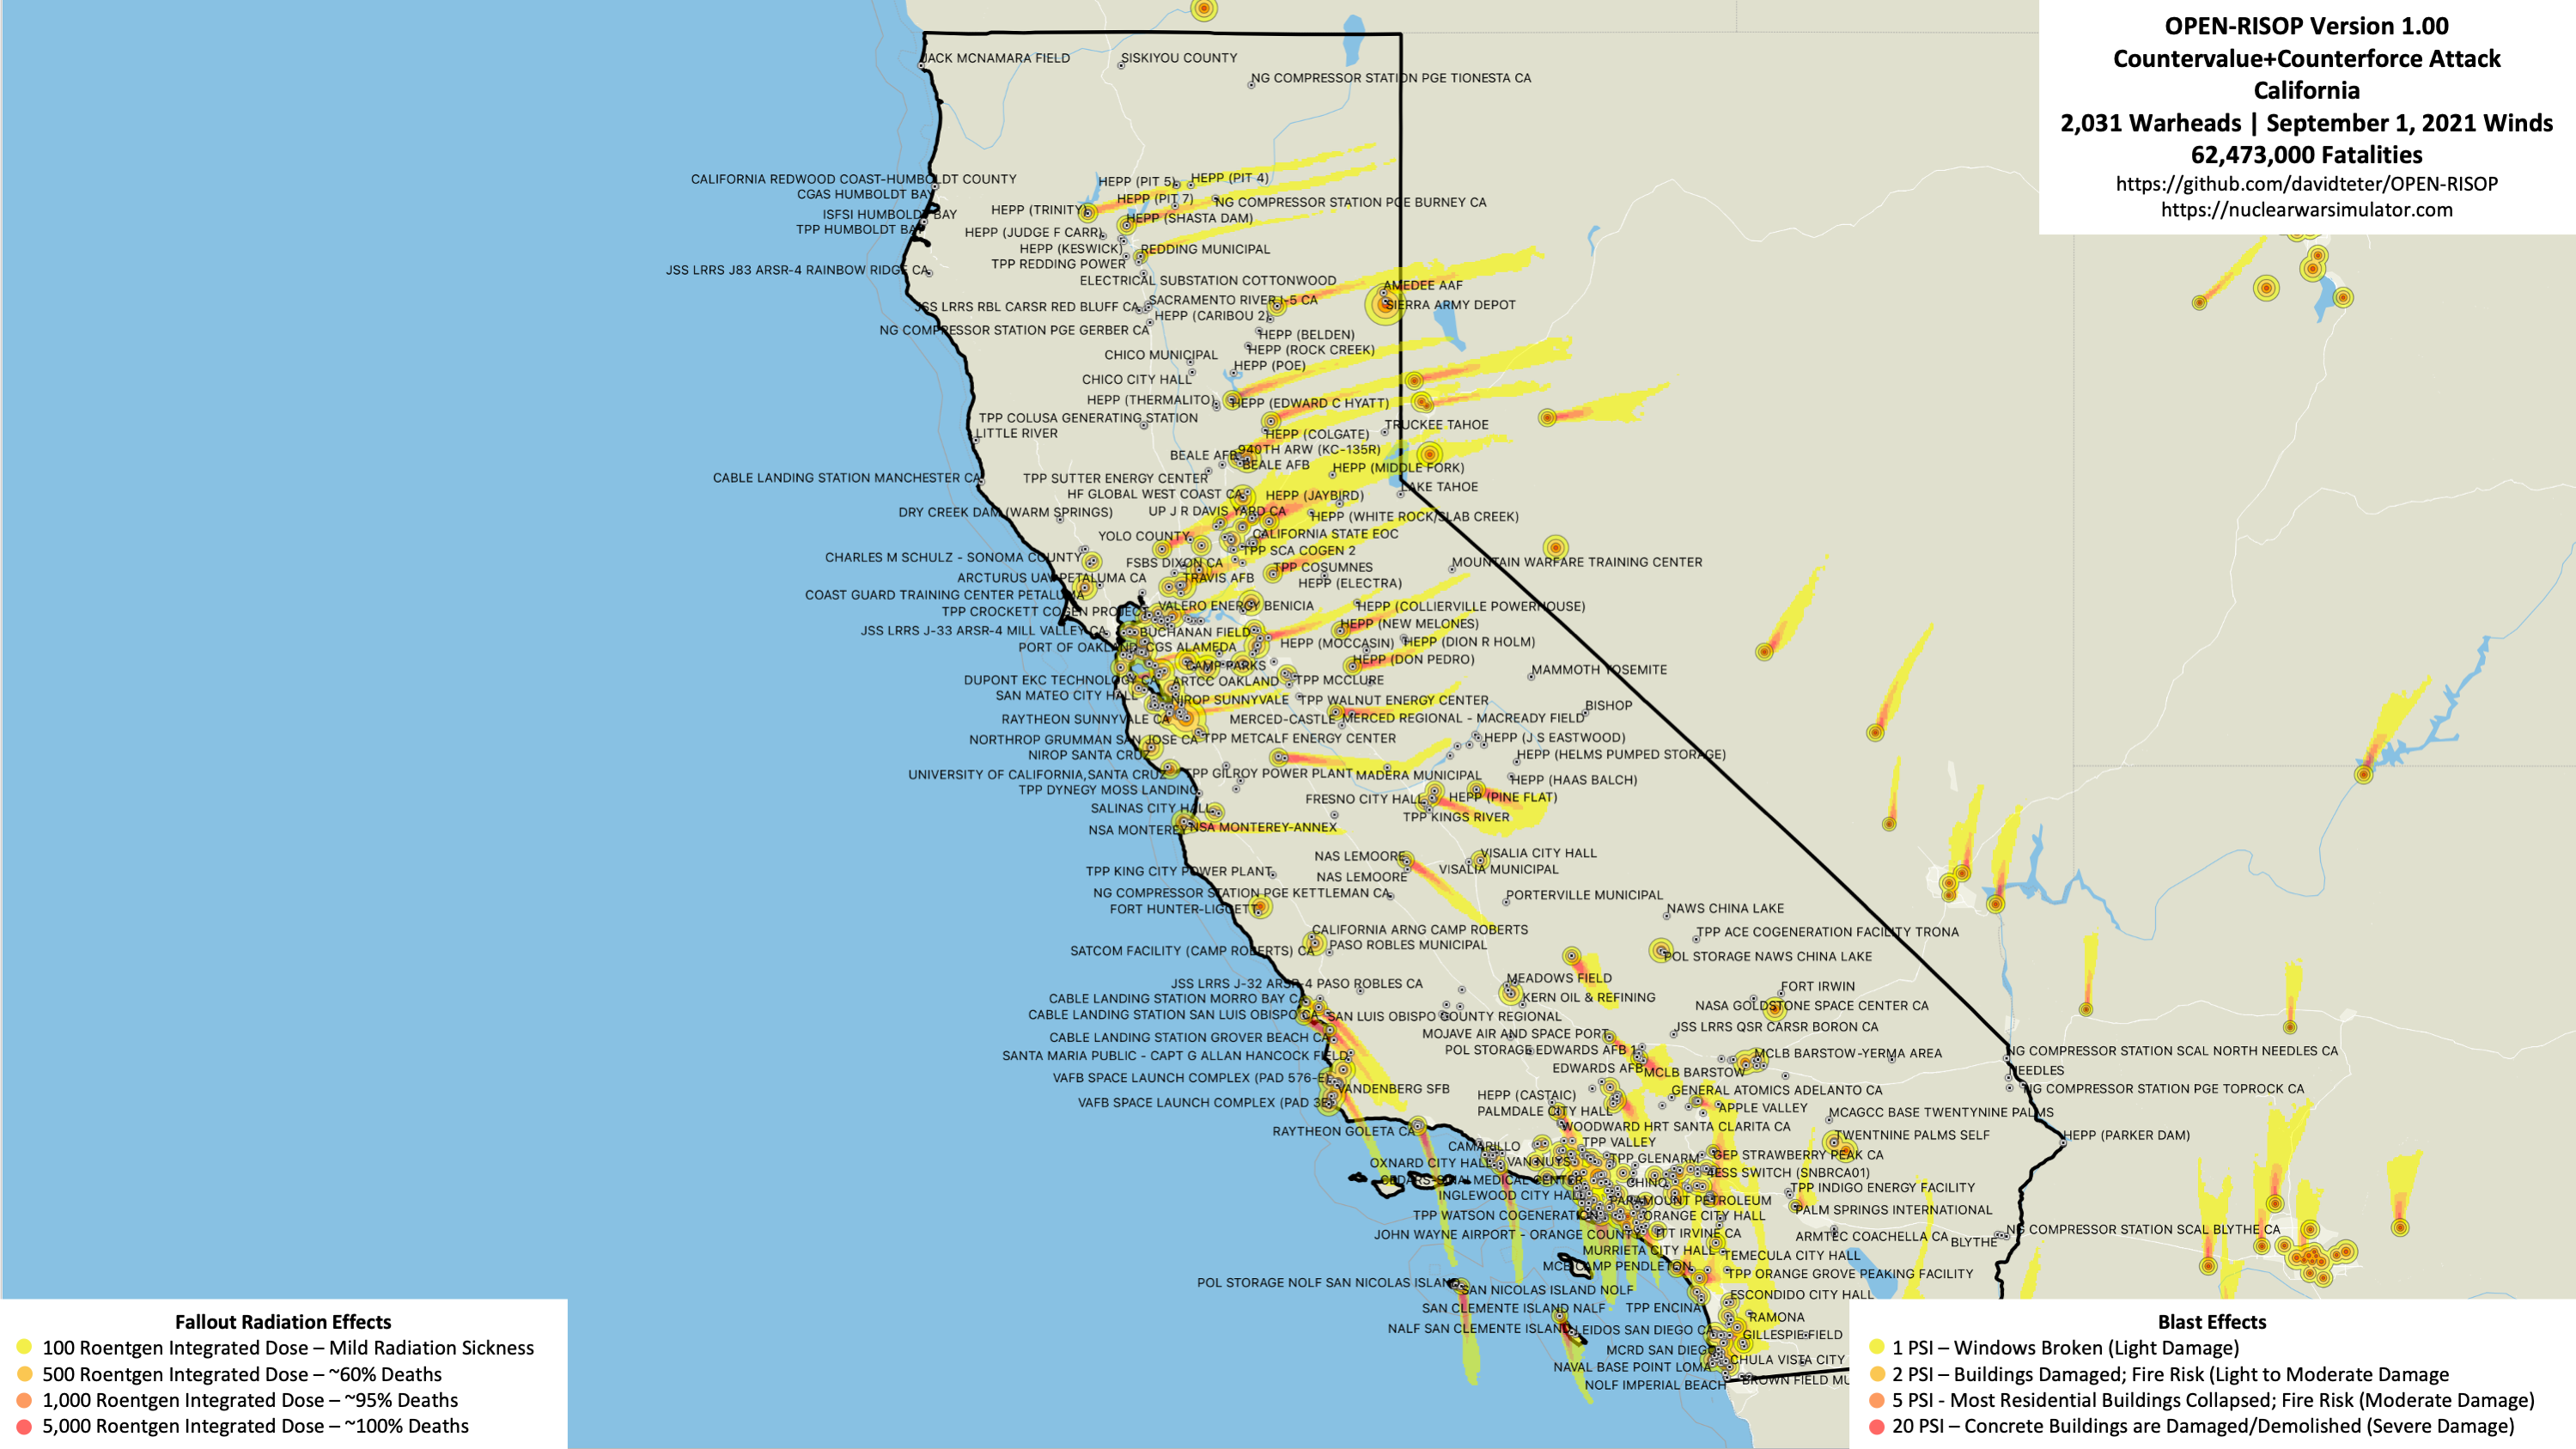 OPEN-RISOP Version 1.00
Countervalue+Counterforce Attack
California
2,031 Warheads | September 1, 2021 Winds
62,473,000 Fatalities
https://github.com/davidteter/OPEN-RISOP
https://nuclearwarsimulator.com
JACK MCNAMARA FIELD
SISKIYOU COUNTY
NG COMPRESSOR STATION PGE TIONESTA CA
CALIFORNIA REDWOOD COAST-HUMBOLDT COUNTY
HEPP (PIT 5)
HEPP (PIT 4)
CGAS HUMBOLDT BAY
HEPP (PIT 7)
NG COMPRESSOR STATION PGE BURNEY CA
HEPP (TRINITY)
ISFSI HUMBOLDT BAY
HEPP (SHASTA DAM)
TPP HUMBOLDT BAY
HEPP (JUDGE F CARR)
HEPP (KESWICK)
REDDING MUNICIPAL
TPP REDDING POWER
JSS LRRS J83 ARSR-4 RAINBOW RIDGE CA
ELECTRICAL SUBSTATION COTTONWOOD
AMEDEE AAF
SACRAMENTO RIVER I-5 CA
JSS LRRS RBL CARSR RED BLUFF CA
SIERRA ARMY DEPOT
HEPP (CARIBOU 2)
NG COMPRESSOR STATION PGE GERBER CA
HEPP (BELDEN)
HEPP (ROCK CREEK)
CHICO MUNICIPAL
HEPP (POE)
CHICO CITY HALL
HEPP (THERMALITO)
HEPP (EDWARD C HYATT)
TPP COLUSA GENERATING STATION
TRUCKEE TAHOE
LITTLE RIVER
HEPP (COLGATE)
940TH ARW (KC-135R)
BEALE AFB
BEALE AFB
HEPP (MIDDLE FORK)
CABLE LANDING STATION MANCHESTER CA
TPP SUTTER ENERGY CENTER
LAKE TAHOE
HF GLOBAL WEST COAST CA
HEPP (JAYBIRD)
DRY CREEK DAM (WARM SPRINGS)
UP J R DAVIS YARD CA
HEPP (WHITE ROCK/SLAB CREEK)
YOLO COUNTY
CALIFORNIA STATE EOC
TPP SCA COGEN 2
CHARLES M SCHULZ - SONOMA COUNTY
FSBS DIXON CA
MOUNTAIN WARFARE TRAINING CENTER
TPP COSUMNES
ARCTURUS UAV PETALUMA CA
TRAVIS AFB
HEPP (ELECTRA)
COAST GUARD TRAINING CENTER PETALUMA
VALERO ENERGY BENICIA
HEPP (COLLIERVILLE POWERHOUSE)
TPP CROCKETT COGEN PROJECT
HEPP (NEW MELONES)
JSS LRRS J-33 ARSR-4 MILL VALLEY CA
BUCHANAN FIELD
HEPP (MOCCASIN)
HEPP (DION R HOLM)
PORT OF OAKLAND
CGS ALAMEDA
HEPP (DON PEDRO)
CAMP PARKS
MAMMOTH YOSEMITE
DUPONT EKC TECHNOLOGY CA
ARTCC OAKLAND
TPP MCCLURE
SAN MATEO CITY HALL
NIROP SUNNYVALE
TPP WALNUT ENERGY CENTER
BISHOP
RAYTHEON SUNNYVALE CA
MERCED-CASTLE
MERCED REGIONAL - MACREADY FIELD
NORTHROP GRUMMAN SAN JOSE CA
TPP METCALF ENERGY CENTER
HEPP (J S EASTWOOD)
NIROP SANTA CRUZ
HEPP (HELMS PUMPED STORAGE)
UNIVERSITY OF CALIFORNIA,SANTA CRUZ
TPP GILROY POWER PLANT
MADERA MUNICIPAL
HEPP (HAAS BALCH)
TPP DYNEGY MOSS LANDING
FRESNO CITY HALL
HEPP (PINE FLAT)
SALINAS CITY HALL
TPP KINGS RIVER
NSA MONTEREY
NSA MONTEREY-ANNEX
NAS LEMOORE
VISALIA CITY HALL
TPP KING CITY POWER PLANT
VISALIA MUNICIPAL
NAS LEMOORE
NG COMPRESSOR STATION PGE KETTLEMAN CA
PORTERVILLE MUNICIPAL
FORT HUNTER-LIGGETT
NAWS CHINA LAKE
CALIFORNIA ARNG CAMP ROBERTS
TPP ACE COGENERATION FACILITY TRONA
SATCOM FACILITY (CAMP ROBERTS) CA
PASO ROBLES MUNICIPAL
POL STORAGE NAWS CHINA LAKE
JSS LRRS J-32 ARSR-4 PASO ROBLES CA
MEADOWS FIELD
FORT IRWIN
CABLE LANDING STATION MORRO BAY CA
KERN OIL & REFINING
NASA GOLDSTONE SPACE CENTER CA
CABLE LANDING STATION SAN LUIS OBISPO CA
SAN LUIS OBISPO COUNTY REGIONAL
JSS LRRS QSR CARSR BORON CA
CABLE LANDING STATION GROVER BEACH CA
MOJAVE AIR AND SPACE PORT
POL STORAGE EDWARDS AFB 1
NG COMPRESSOR STATION SCAL NORTH NEEDLES CA
SANTA MARIA PUBLIC - CAPT G ALLAN HANCOCK FIELD
MCLB BARSTOW-YERMA AREA
EDWARDS AFB
MCLB BARSTOW
NEEDLES
VAFB SPACE LAUNCH COMPLEX (PAD 576-E)
VANDENBERG SFB
GENERAL ATOMICS ADELANTO CA
NG COMPRESSOR STATION PGE TOPROCK CA
HEPP (CASTAIC)
VAFB SPACE LAUNCH COMPLEX (PAD 3E)
PALMDALE CITY HALL
APPLE VALLEY
MCAGCC BASE TWENTYNINE PALMS
RAYTHEON GOLETA CA
WOODWARD HRT SANTA CLARITA CA
TWENTNINE PALMS SELF
HEPP (PARKER DAM)
CAMARILLO
TPP VALLEY
OXNARD CITY HALL
VAN NUYS
TPP GLENARM
GEP STRAWBERRY PEAK CA
4ESS SWITCH (SNBRCA01)
CEDARS-SINAI MEDICAL CENTER
CHINO
TPP INDIGO ENERGY FACILITY
INGLEWOOD CITY HALL
PARAMOUNT PETROLEUM
PALM SPRINGS INTERNATIONAL
TPP WATSON COGENERATION
ORANGE CITY HALL
NG COMPRESSOR STATION SCAL BLYTHE CA
JOHN WAYNE AIRPORT - ORANGE COUNTY
ITT IRVINE CA
ARMTEC COACHELLA CA
BLYTHE
MURRIETA CITY HALL
TEMECULA CITY HALL
MCB CAMP PENDLETON
TPP ORANGE GROVE PEAKING FACILITY
POL STORAGE NOLF SAN NICOLAS ISLAND
SAN NICOLAS ISLAND NOLF
ESCONDIDO CITY HALL
SAN CLEMENTE ISLAND NALF
TPP ENCINA
RAMONA
NALF SAN CLEMENTE ISLAND
LEIDOS SAN DIEGO CA
GILLESPIE FIELD
MCRD SAN DIEGO
NAVAL BASE POINT LOMA
CHULA VISTA CITY
NOLF IMPERIAL BEACH
BROWN FIELD MU
Fallout Radiation Effects
100 Roentgen Integrated Dose – Mild Radiation Sickness
500 Roentgen Integrated Dose – ~60% Deaths
1,000 Roentgen Integrated Dose – ~95% Deaths
5,000 Roentgen Integrated Dose – ~100% Deaths
Blast Effects
1 PSI – Windows Broken (Light Damage)
2 PSI – Buildings Damaged; Fire Risk (Light to Moderate Damage
5 PSI - Most Residential Buildings Collapsed; Fire Risk (Moderate Damage)
20 PSI – Concrete Buildings are Damaged/Demolished (Severe Damage)